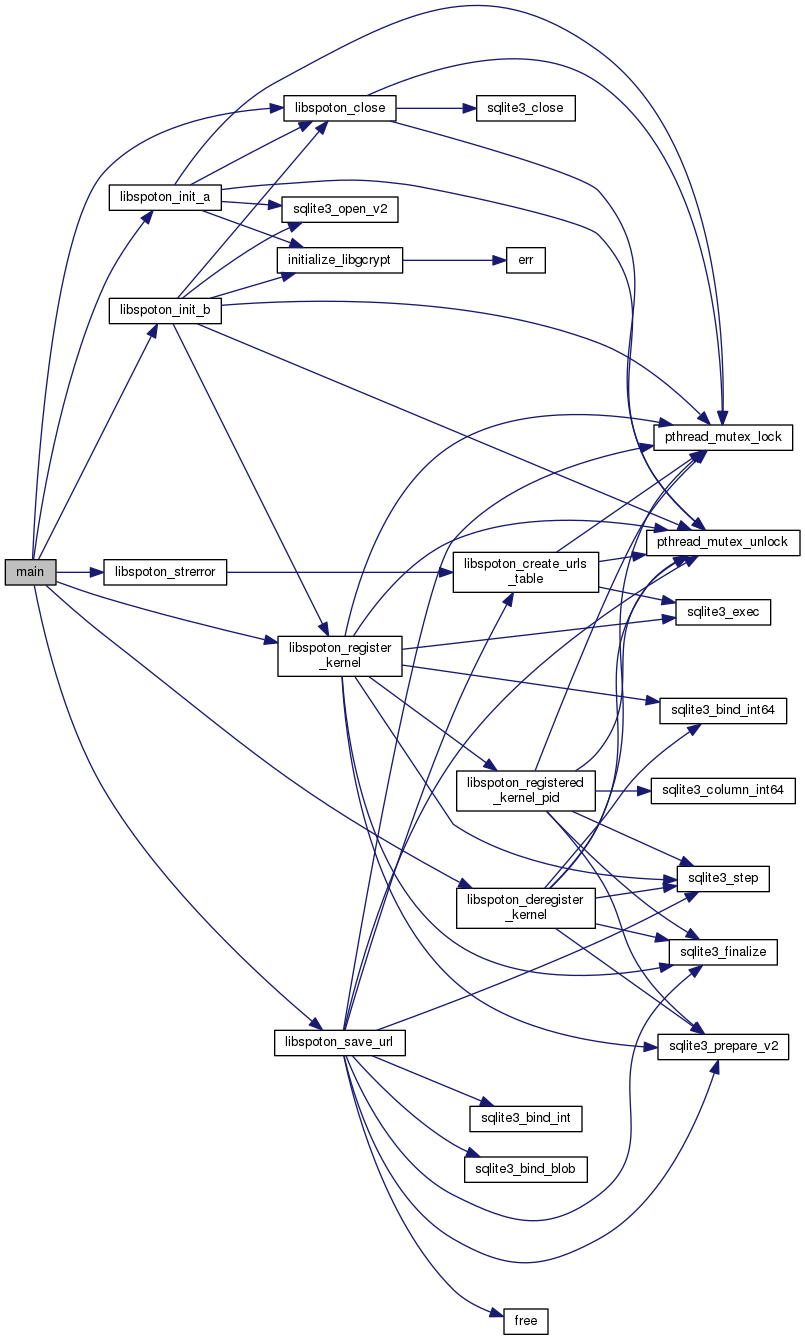 libspoton_close
sqlite3_close
libspoton_init_a
sqlite3_open_v2
initialize_libgcrypt
err
libspoton_init_b
pthread_mutex_lock
pthread_mutex_unlock
main
libspoton_strerror
libspoton_create_urls
_table
sqlite3_exec
libspoton_register
_kernel
sqlite3_bind_int64
libspoton_registered
_kernel_pid
sqlite3_column_int64
sqlite3_step
libspoton_deregister
_kernel
sqlite3_finalize
libspoton_save_url
sqlite3_prepare_v2
sqlite3_bind_int
sqlite3_bind_blob
free